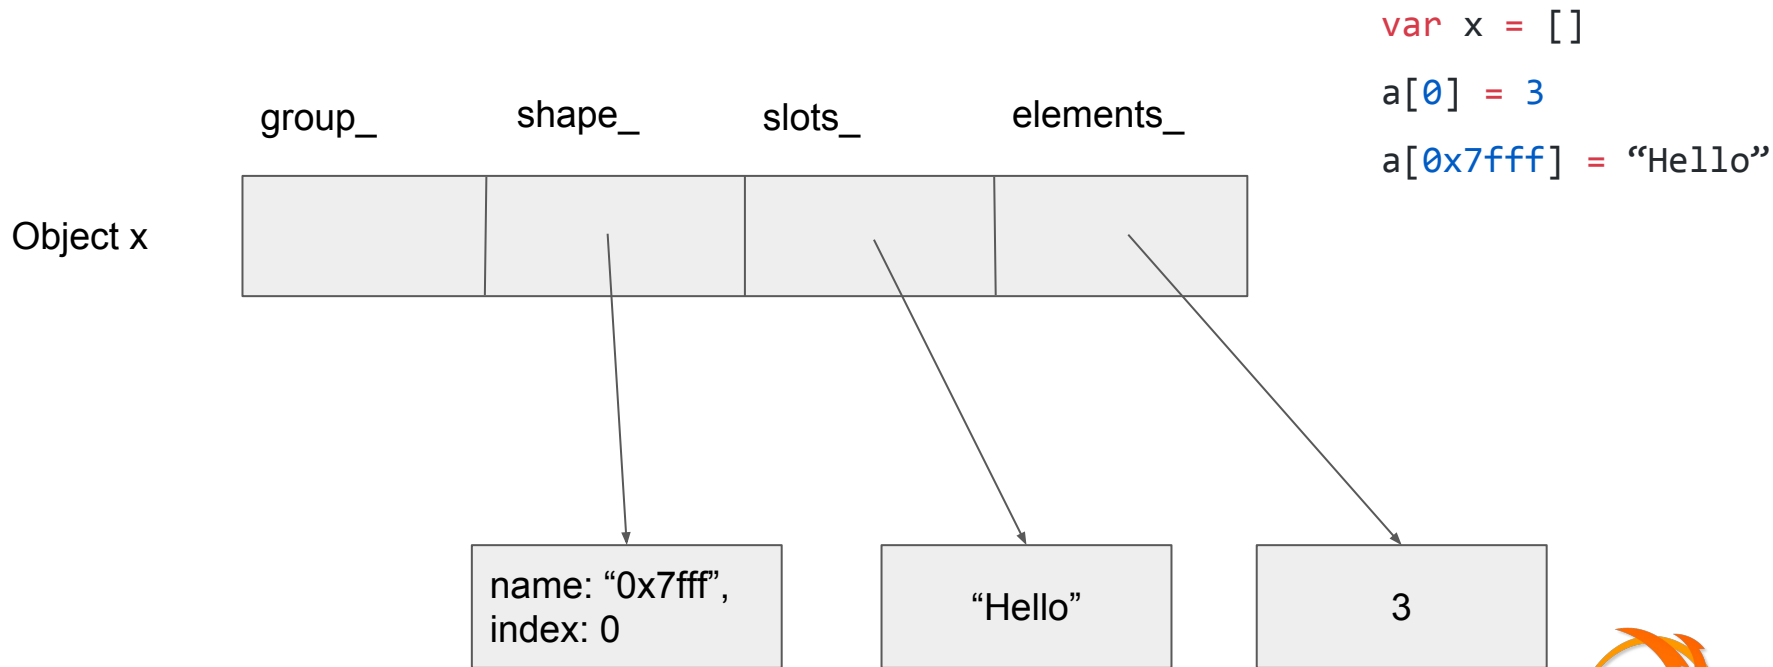 var x = []
a[0] = 3
a[0x7fff] = “Hello”
group_ shape_ slots_ elements_
Object x
name: “0x7fff”,
index: 0
“Hello”
3